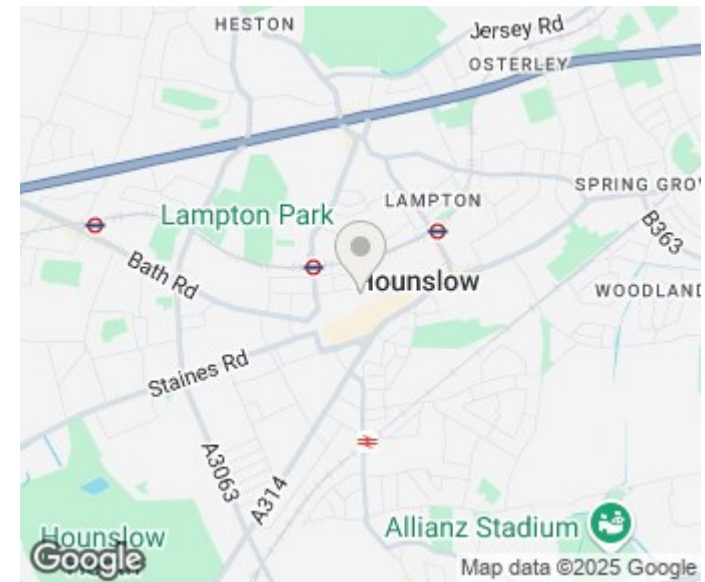 HESTON
Jersey Rd
OSTERLEY
LAMPTON
SPRING GROV
Lampton Park
B363
Bath Rd
Hounslow
WOODLAND
Staines Rd
A3063
A314
Hounslow
Allianz Stadium
Google
Map data ©2025 Google